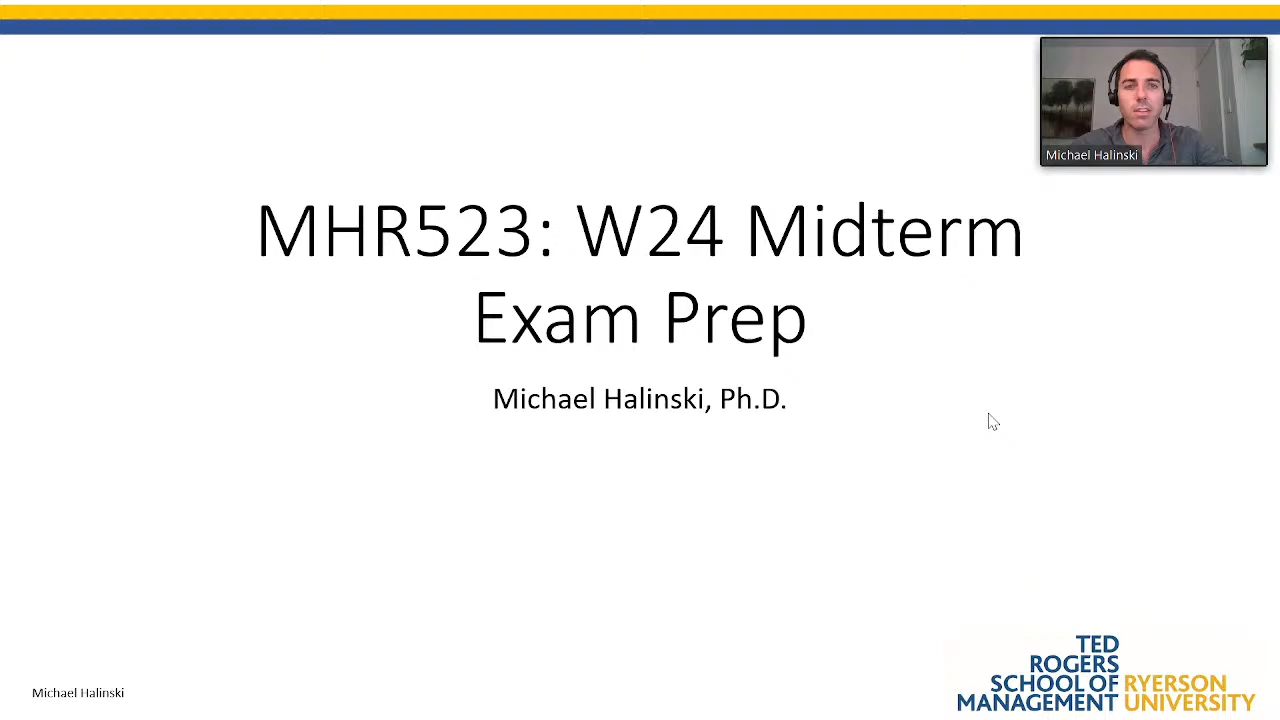 Michael Halinski
MHR523: W24 Midterm
Exam Prep
Michael Halinski, Ph.D.
Michael Halinski
TED
ROGERS
SCHOOL OF RYERSON
MANAGEMENT UNIVERSITY